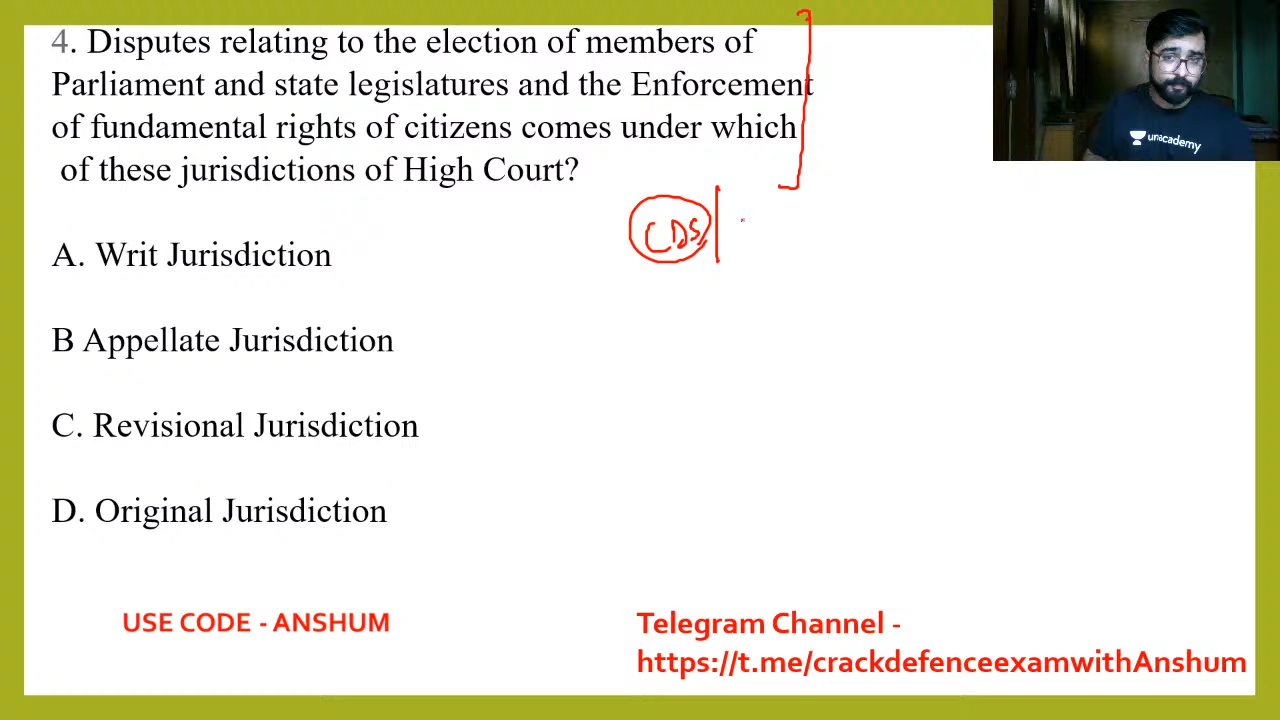 4. Disputes relating to the election of members of
Parliament and state legislatures and the Enforcement
of fundamental rights of citizens comes under which
of these jurisdictions of High Court?
CDS
A. Writ Jurisdiction
B Appellate Jurisdiction
C. Revisional Jurisdiction
D. Original Jurisdiction
USE CODE - ANSHUM
Telegram Channel -
https://t.me/crackdefenceexamwithAnshum
unacademy